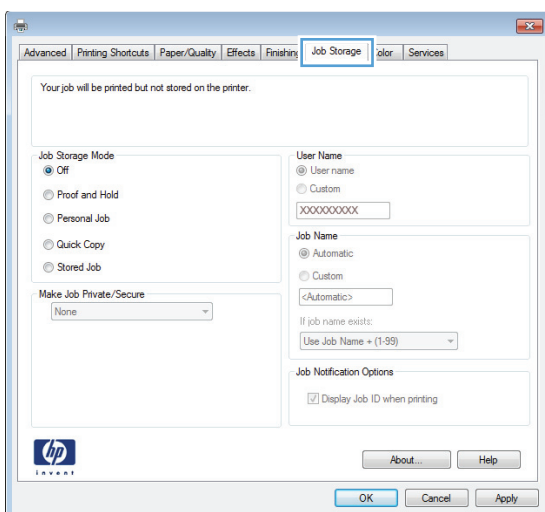 Advanced Printing Shortcuts Paper/Quality Effects Finishing Job Storage olor Services
Your job will be printed but not stored on the printer.
Job Storage Mode
Off
Proof and Hold
Personal Job
Quick Copy
Stored Job
Make Job Private/Secure
None
User Name
User name
Custom
XXXXXXXXX
Job Name
Automatic
Custom
<Automatic>
If job name exists:
Use Job Name + (1-99)
Job Notification Options
Display Job ID when printing
hp
invent
About... Help
OK Cancel Apply